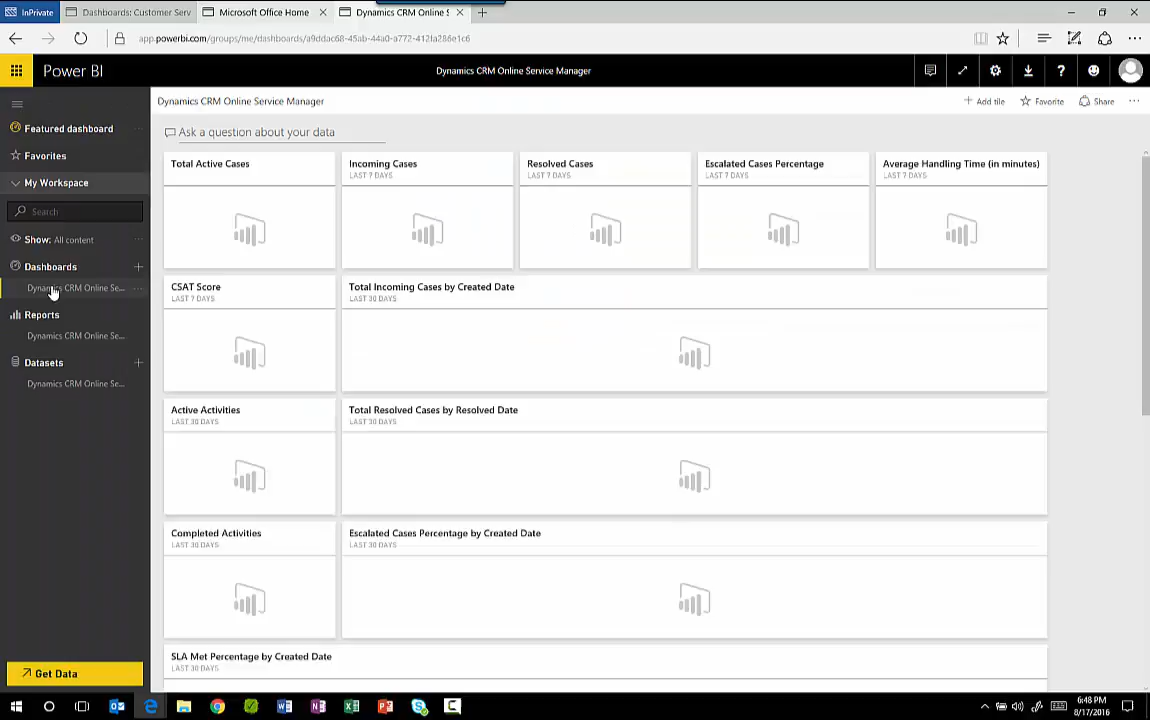 InPrivate
Dashboards: Customer Serv
Microsoft Office Home
Dynamics CRM Online S
app.powerbi.com/groups/me/dashboards/a9ddac68-45ab-44a0-a772-412fa286e1c6
Power BI
Dynamics CRM Online Service Manager
Dynamics CRM Online Service Manager
Add tile
Favorite
Share
Featured dashboard
Favorites
My Workspace
Search
Show: All content
Dashboards
Dynamics CRM Online Se...
Reports
Dynamics CRM Online Se...
Datasets
Dynamics CRM Online Se...
Get Data
Ask a question about your data
Total Active Cases
Incoming Cases
LAST 7 DAYS
Resolved Cases
LAST 7 DAYS
Escalated Cases Percentage
LAST 7 DAYS
Average Handling Time (in minutes)
LAST 7 DAYS
CSAT Score
LAST 7 DAYS
Total Incoming Cases by Created Date
LAST 30 DAYS
Active Activities
LAST 30 DAYS
Total Resolved Cases by Resolved Date
LAST 30 DAYS
Completed Activities
LAST 30 DAYS
Escalated Cases Percentage by Created Date
LAST 30 DAYS
SLA Met Percentage by Created Date
LAST 30 DAYS
6:48 PM
8/17/2016